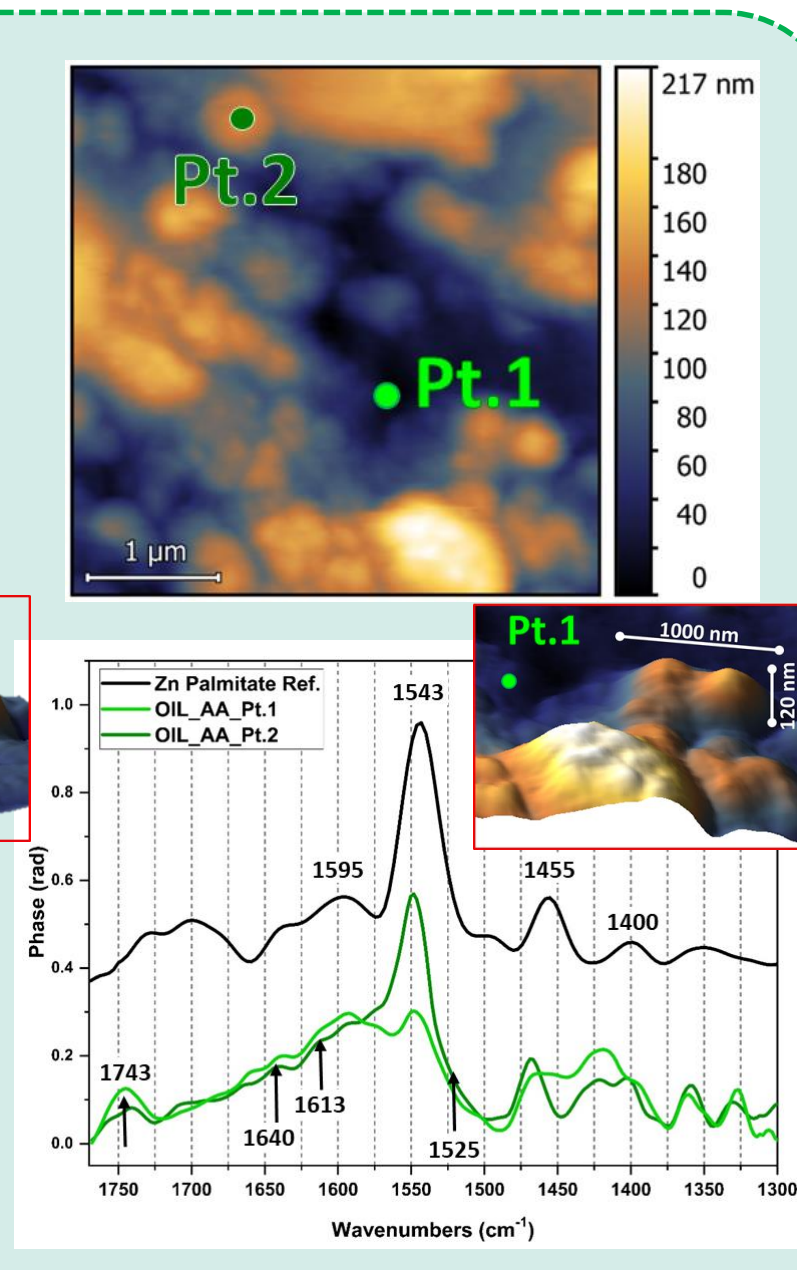 217 nm
180
160
140
120
100
80
60
40
0
Pt.2
Pt.1
1 µm
Pt.1
1000 nm
120 nm
Zn Palmitate Ref.
OIL_AA_Pt.1
OIL_AA_Pt.2
1543
1595
1455
1400
1743
1640
1613
1525
Phase (rad)
1.0
0.8
0.6
0.4
0.2
0.0
1750 1700 1650 1600 1550 1500 1450 1400 1350 1300
Wavenumbers (cm⁻¹)